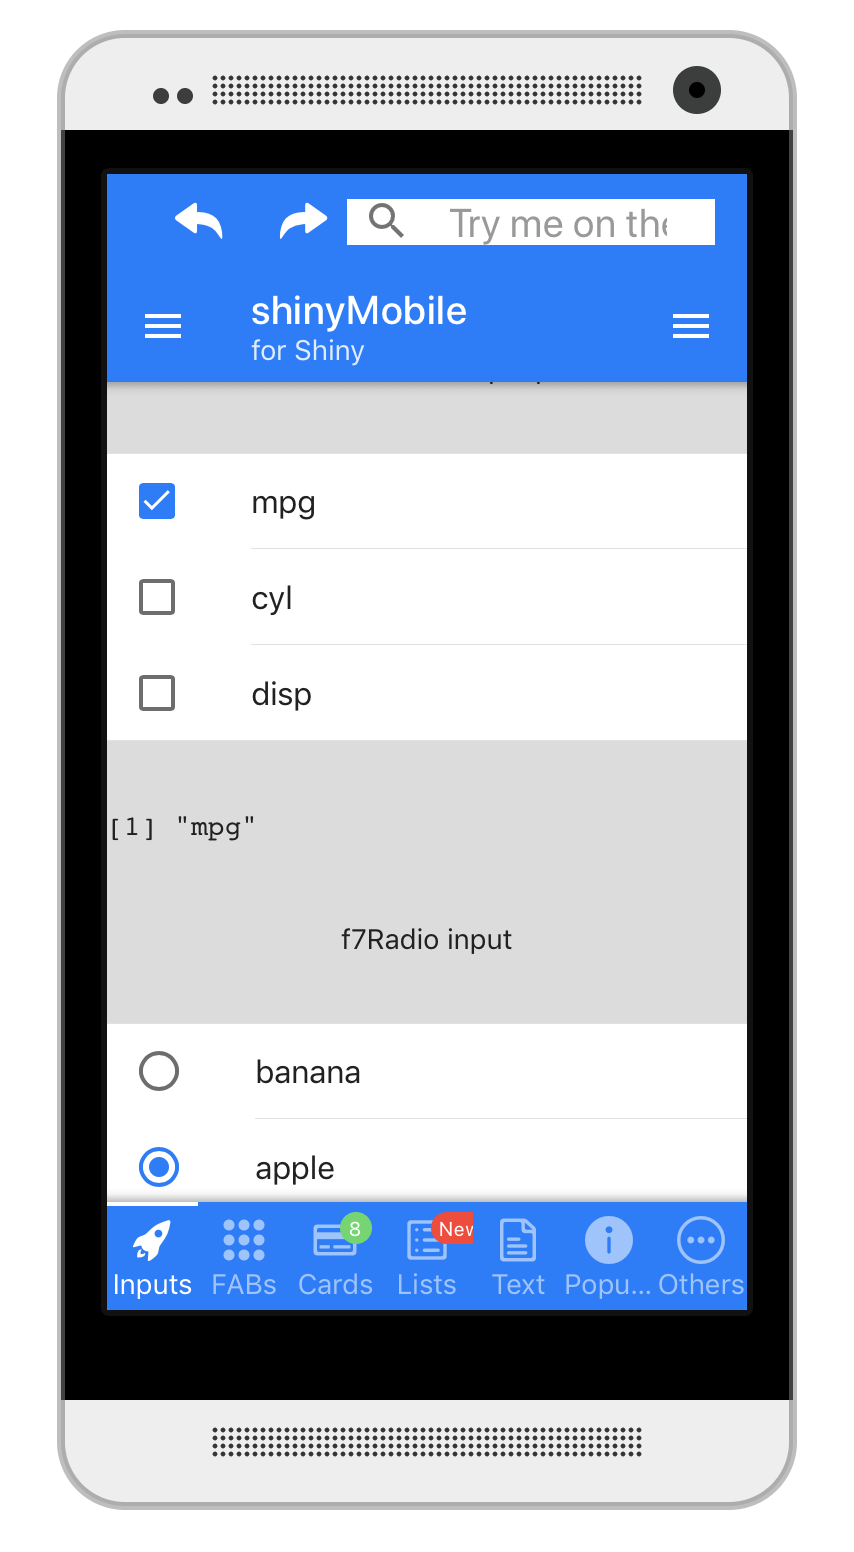 Try me on the
shinyMobile
for Shiny
mpg
cyl
disp
[1] "mpg"
f7Radio input
banana
apple
8
New
Inputs
FABs
Cards
Lists
Text
Popu...
Others